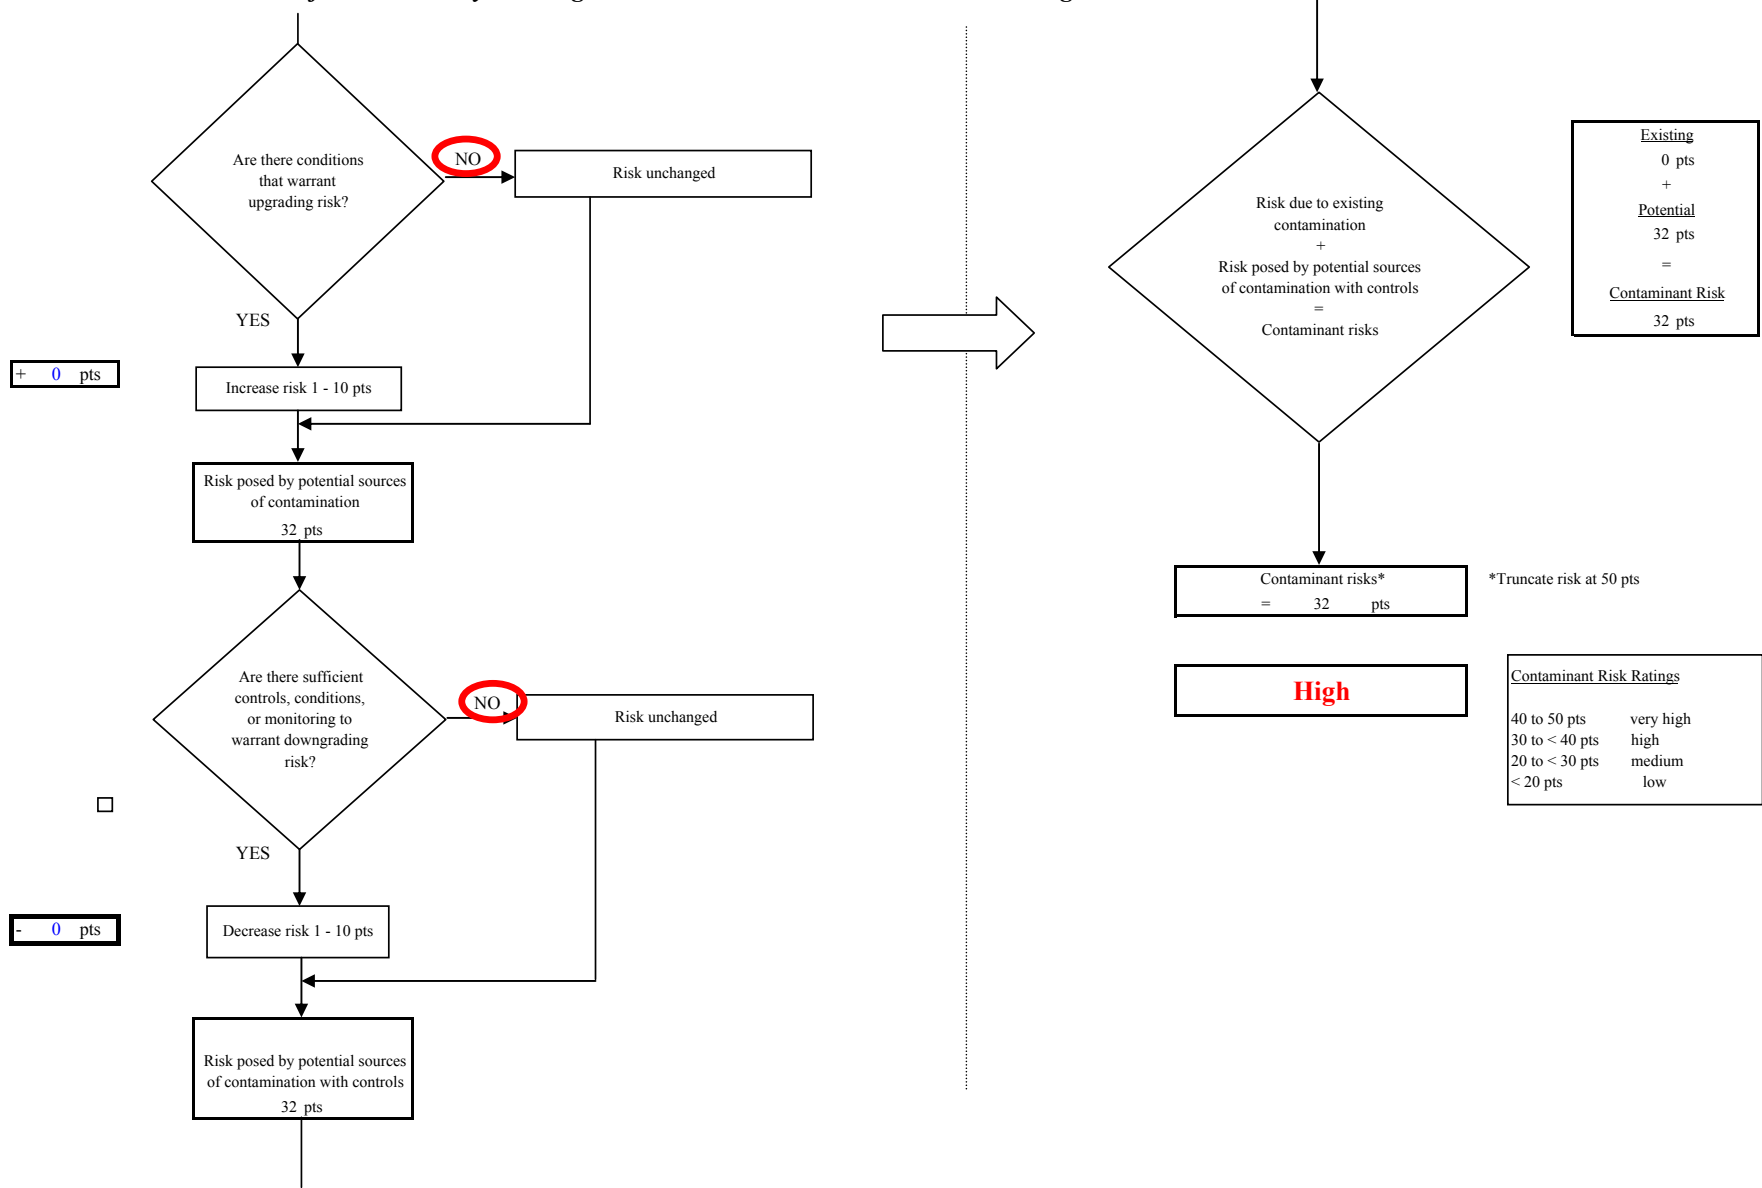 Are there conditions
that warrant
upgrading risk?
NO
Risk unchanged
YES
+ 0 pts
Increase risk 1 - 10 pts
Risk posed by potential sources
of contamination
32 pts
Are there sufficient
controls, conditions,
or monitoring to
warrant downgrading
risk?
NO
Risk unchanged
YES
- 0 pts
Decrease risk 1 - 10 pts
Risk posed by potential sources
of contamination with controls
32 pts
Risk due to existing
contamination
+
Risk posed by potential sources
of contamination with controls
=
Contaminant risks
Existing
0 pts
+
Potential
32 pts
=
Contaminant Risk
32 pts
Contaminant risks*
= 32 pts
*Truncate risk at 50 pts
High
Contaminant Risk Ratings
40 to 50 pts very high
30 to < 40 pts high
20 to < 30 pts medium
< 20 pts low